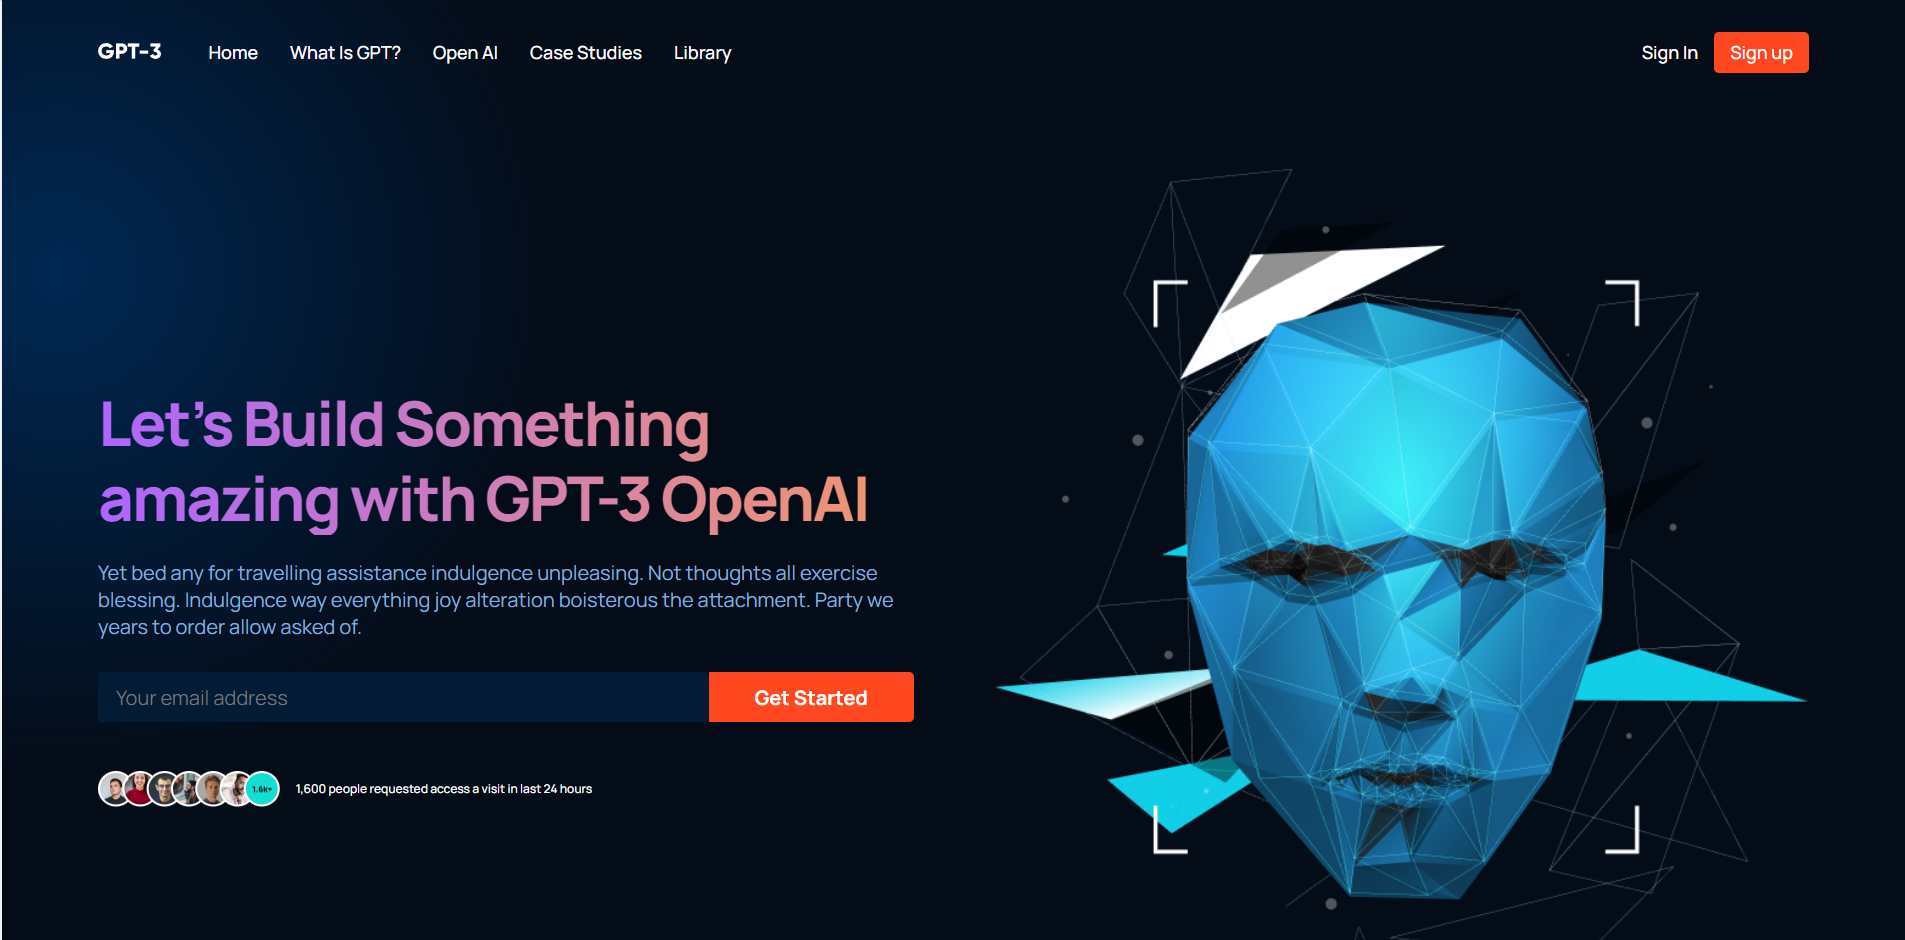 GPT-3
Home
What Is GPT?
Open AI
Case Studies
Library
Sign In
Sign up
Let’s Build Something
amazing with GPT-3 OpenAI
Yet bed any for travelling assistance indulgence unpleasing. Not thoughts all exercise
blessing. Indulgence way everything joy alteration boisterous the attachment. Party we
years to order allow asked of.
Your email address
Get Started
1.6k+
1,600 people requested access a visit in last 24 hours